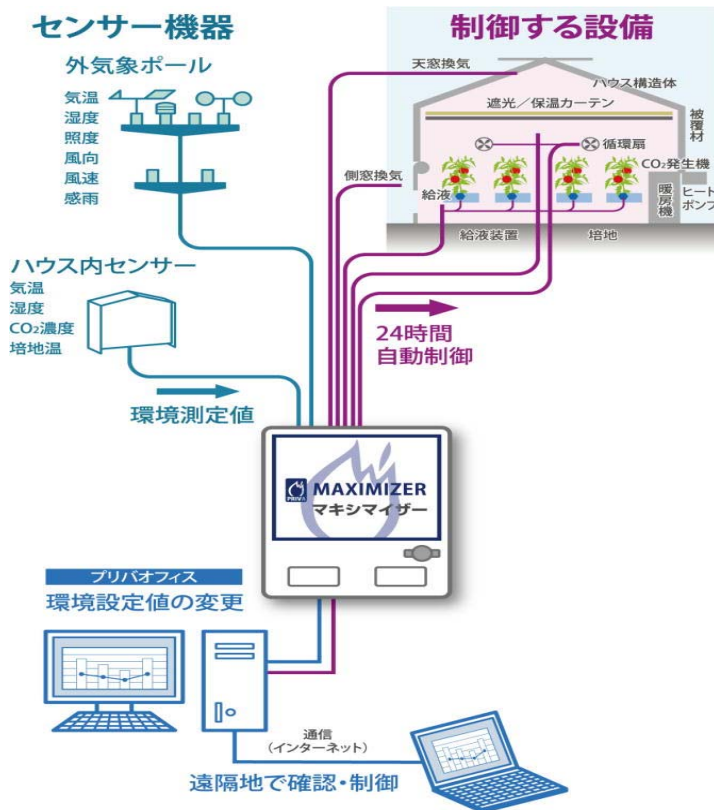 センサー機器
外気象ポール
気温
湿度
照度
風向
風速
感雨
ハウス内センサー
気温
湿度
CO₂濃度
培地温
環境測定値
制御する設備
天窓換気
ハウス構造体
遮光／保温カーテン
被覆材
循環扇
CO₂発生機
側窓換気
給液
暖房機
ヒート
ポンプ
給液装置
培地
24時間
自動制御
PRIVA
MAXIMIZER
マキシマイザー
プリバオフィス
環境設定値の変更
通信
（インターネット）
遠隔地で確認・制御